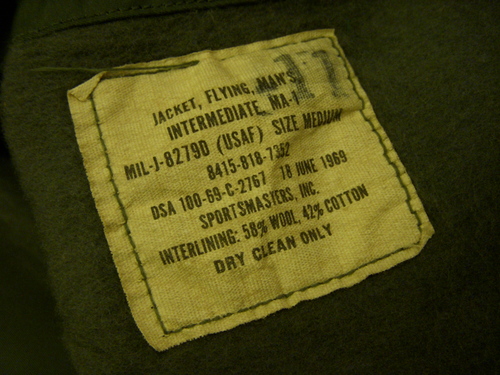 17
JACKET, FLYING, MAN'S,
INTERMEDIATE, MA-1
MIL-J-8279D (USAF) SIZE MEDIUM
8415-818-7352
DSA 100-69-C-2767 18 JUNE 1969
SPORTSMASTERS, INC.
INTERLINING: 58% WOOL, 42% COTTON
DRY CLEAN ONLY